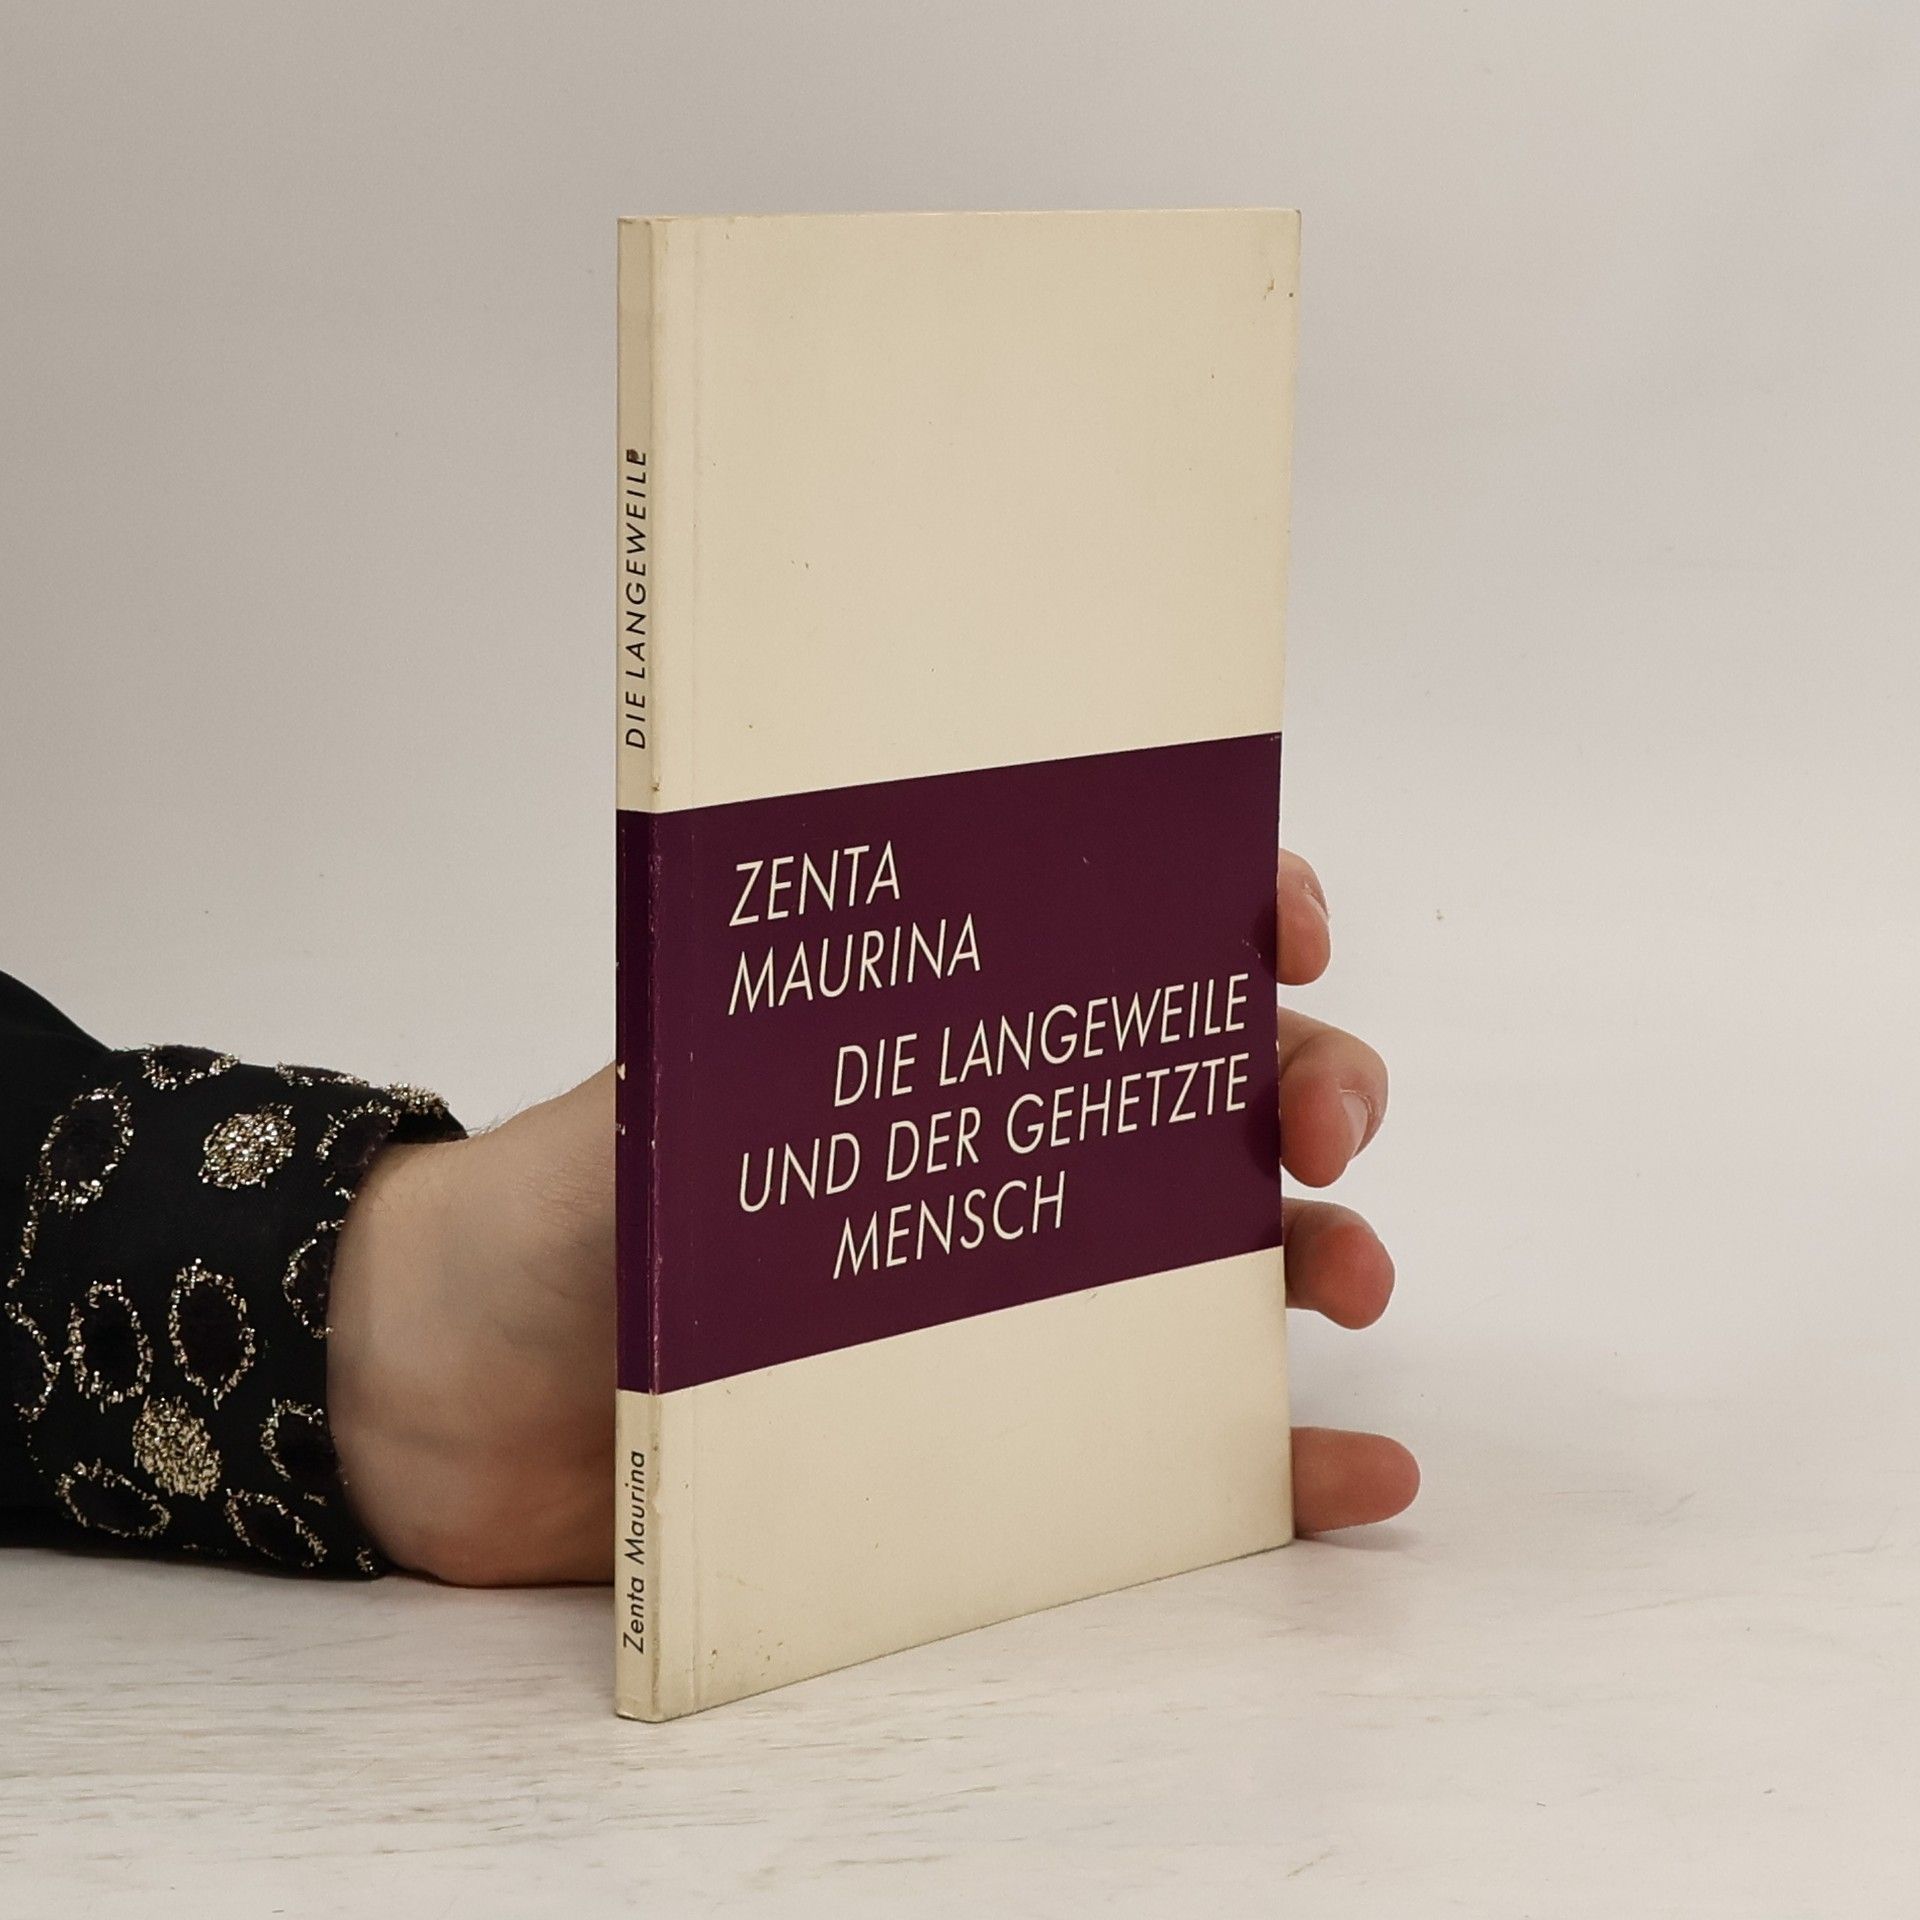 DIE LANGEWEILE
Zenta Maurina
ZENTA
MAURINA
DIE LANGEWEILE
UND DER GEHETZTE
MENSCH